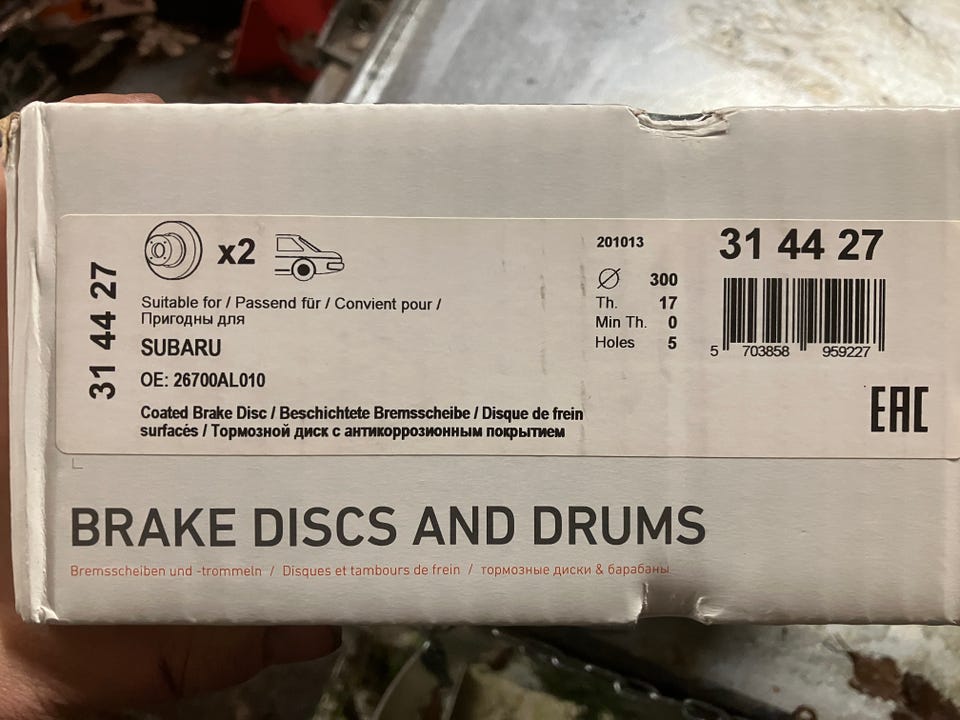 31 44 27
x2
Suitable for / Passend für / Convient pour /
Пригодны для
SUBARU
OE: 26700AL010
Coated Brake Disc / Beschichtete Bremsscheibe / Disque de frein
surfacés / Тормозной диск с антикоррозионным покрытием
201013
Ø 300
Th. 17
Min Th. 0
Holes 5
31 44 27
5 703858 959227
EAC
BRAKE DISCS AND DRUMS
Bremsscheiben und -trommeln / Disques et tambours de frein / тормозные диски & барабаны